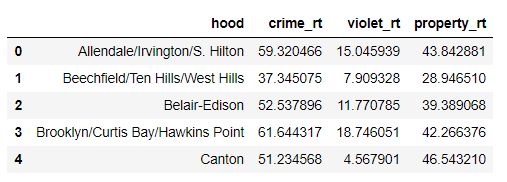 hood crime_rt violet_rt property_rt
0 Allendale/Irvington/S. Hilton 59.320466 15.045939 43.842881
1 Beechfield/Ten Hills/West Hills 37.345075 7.909328 28.946510
2 Belair-Edison 52.537896 11.770785 39.389068
3 Brooklyn/Curtis Bay/Hawkins Point 61.644317 18.746051 42.266376
4 Canton 51.234568 4.567901 46.543210